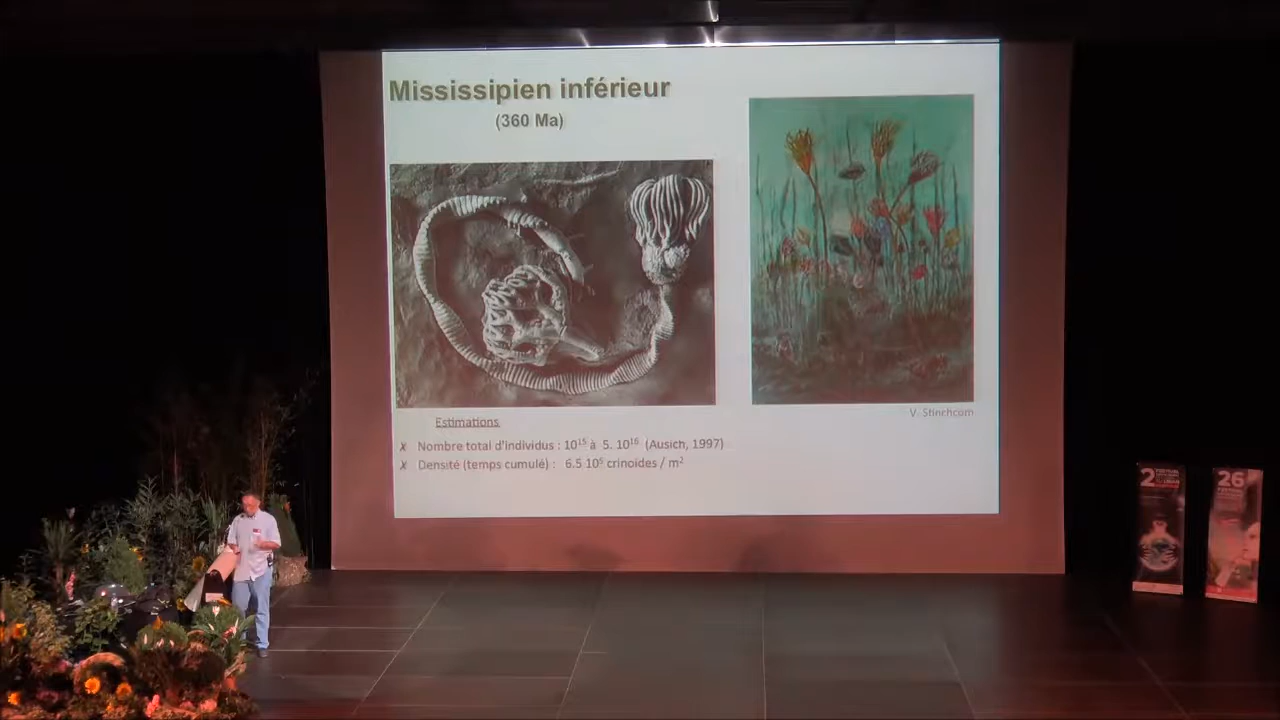 Mississipien inférieur
(360 Ma)
V. Stinchcom
Estimations
✗ Nombre total d'individus : 10¹⁵ à 5. 10¹⁶ (Ausich, 1997)
✗ Densité (temps cumulé) : 6.5 10⁵ crinoïdes / m²
2
26